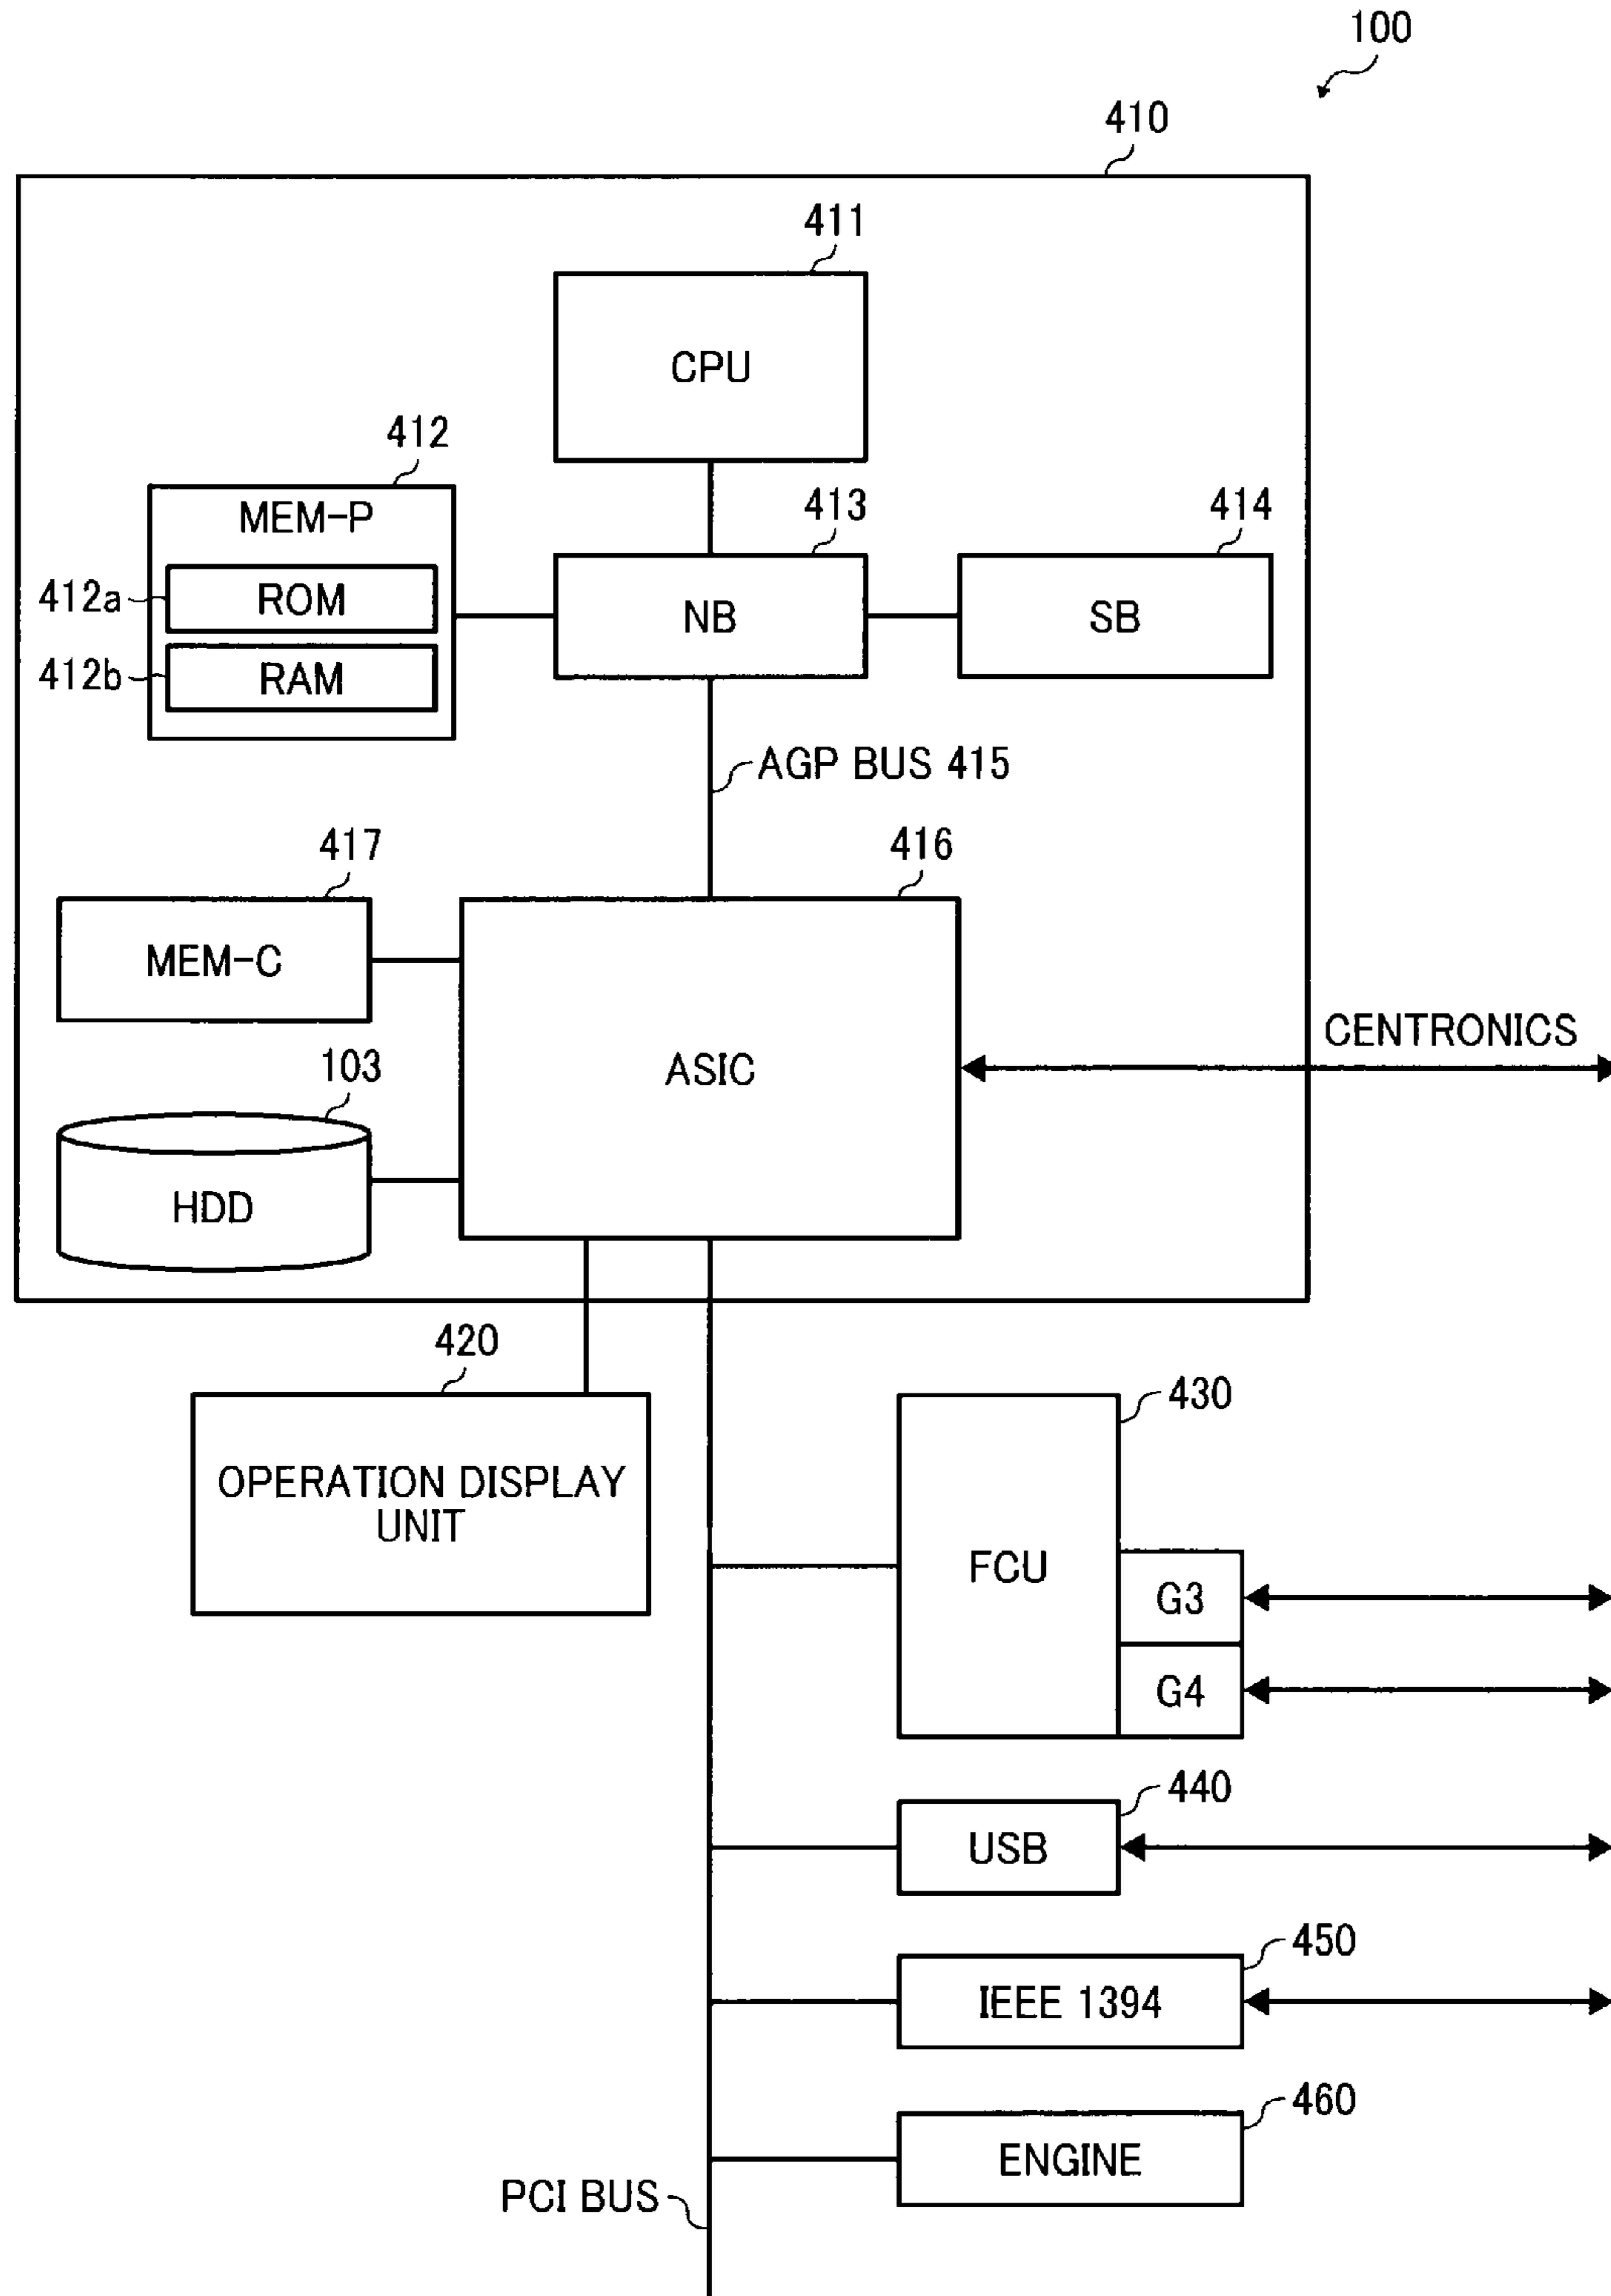 100
410
411
CPU
412
MEM-P
413
414
412a
ROM
NB
SB
412b
RAM
AGP BUS 415
417
416
MEM-C
CENTRONICS
103
ASIC
HDD
420
430
OPERATION DISPLAY
UNIT
FCU
G3
G4
440
USB
450
IEEE 1394
460
ENGINE
PCI BUS